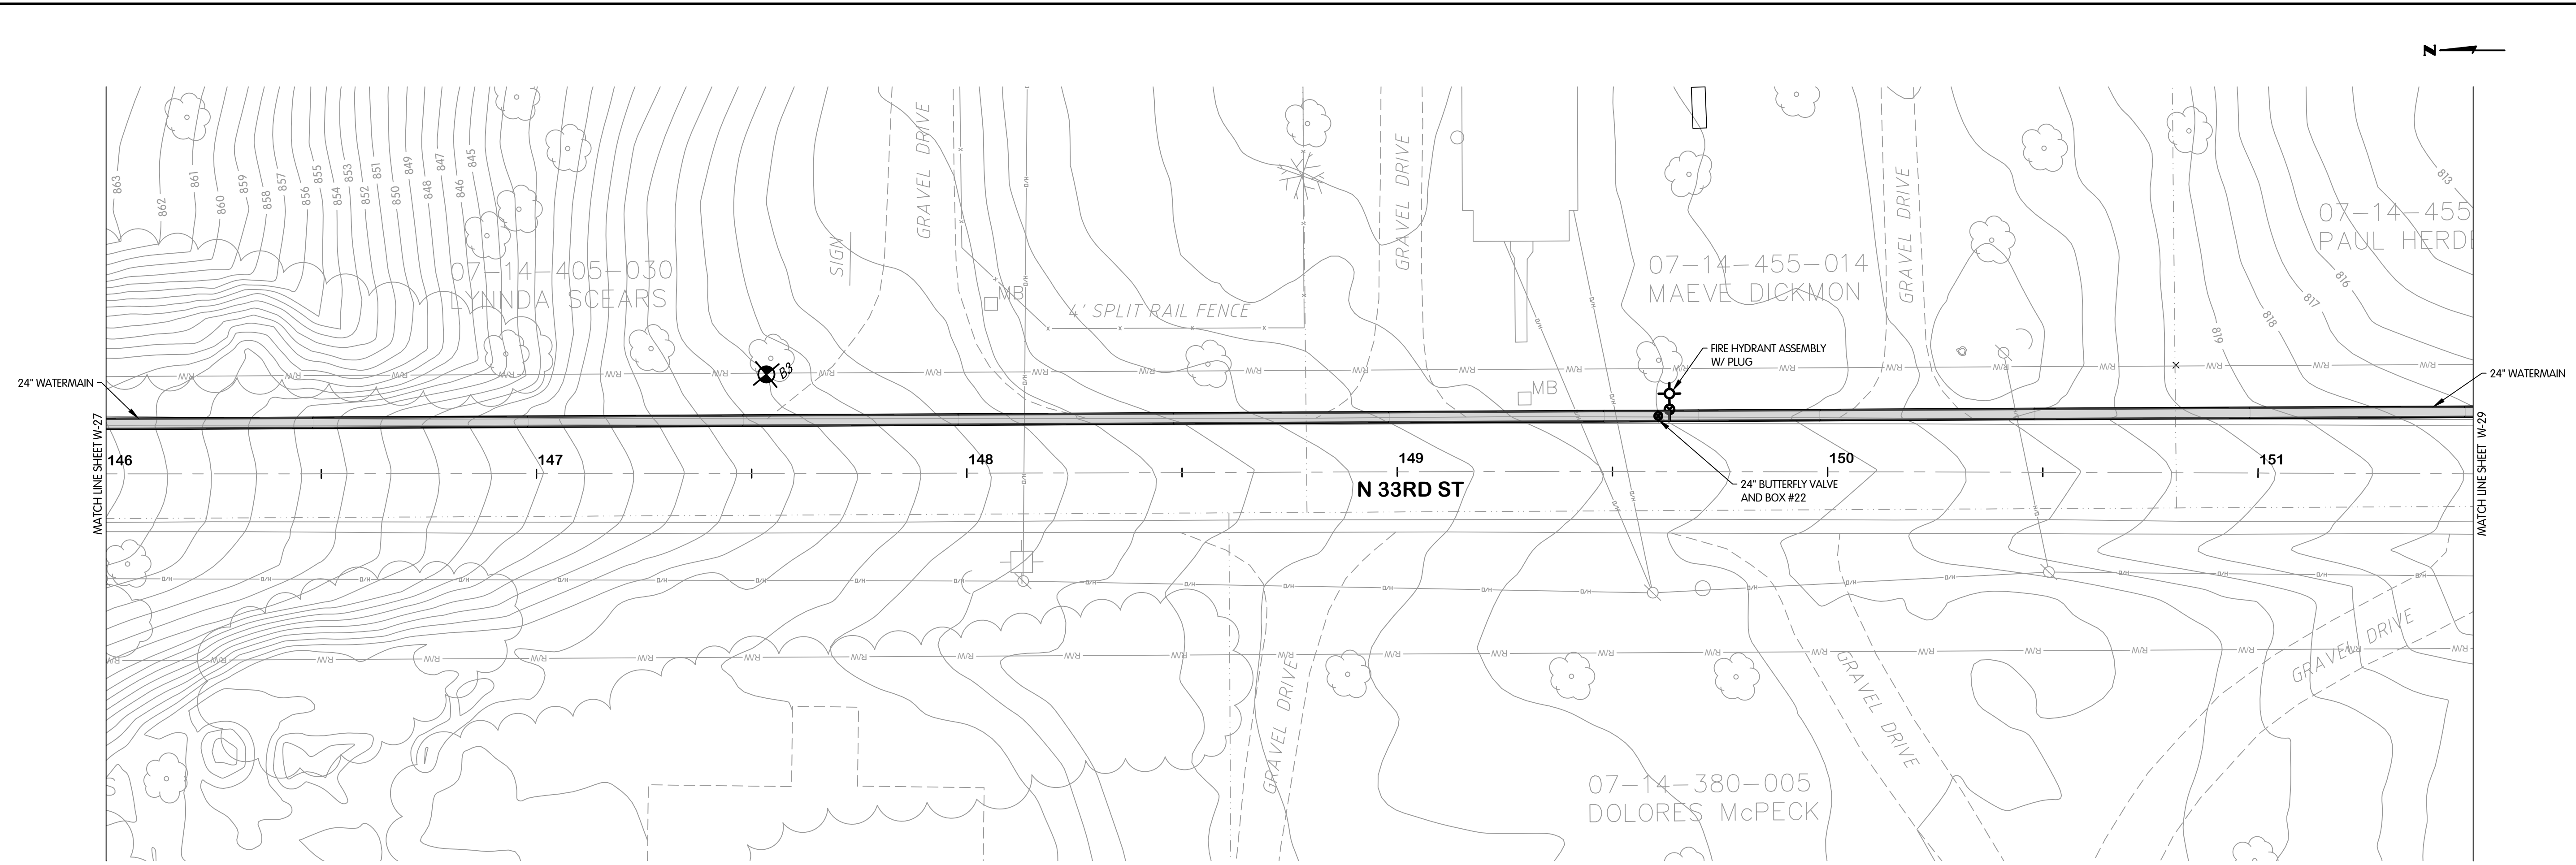 N
863
862
861
860
859
858
857
856
855
854
853
852
851
850
849
848
847
846
845
GRAVEL DRIVE
SIGN
GRAVEL DRIVE
GRAVEL DRIVE
813
07-14-455
PAUL HERD
07-14-405-030
LYNNDA SCEARS
MB
4' SPLIT RAIL FENCE
07-14-455-014
MAEVE DICKMON
816
817
818
819
FIRE HYDRANT ASSEMBLY
W/ PLUG
B3
R/W
MB
24" WATERMAIN
24" WATERMAIN
MATCH LINE SHEET W-27
MATCH LINE SHEET W-29
146
147
148
149
150
151
N 33RD ST
24" BUTTERFLY VALVE
AND BOX #22
R/W
GRAVEL DRIVE
GRAVEL DRIVE
GRAVEL DRIVE
07-14-380-005
DOLORES McPECK